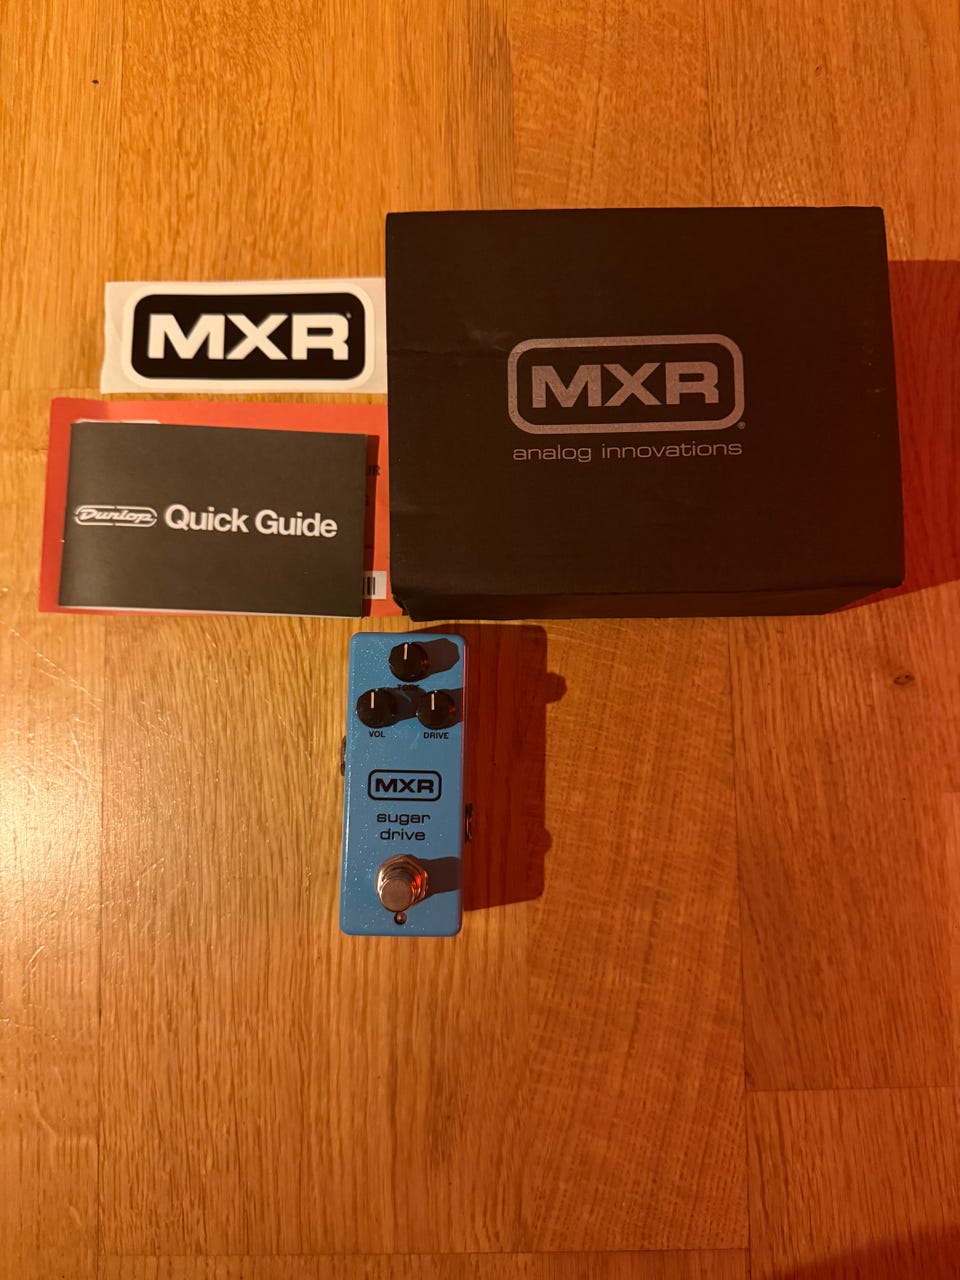 MXR
MXR
analog innovations
Dunlop Quick Guide
TONE
VOL
DRIVE
MXR
sugar
drive